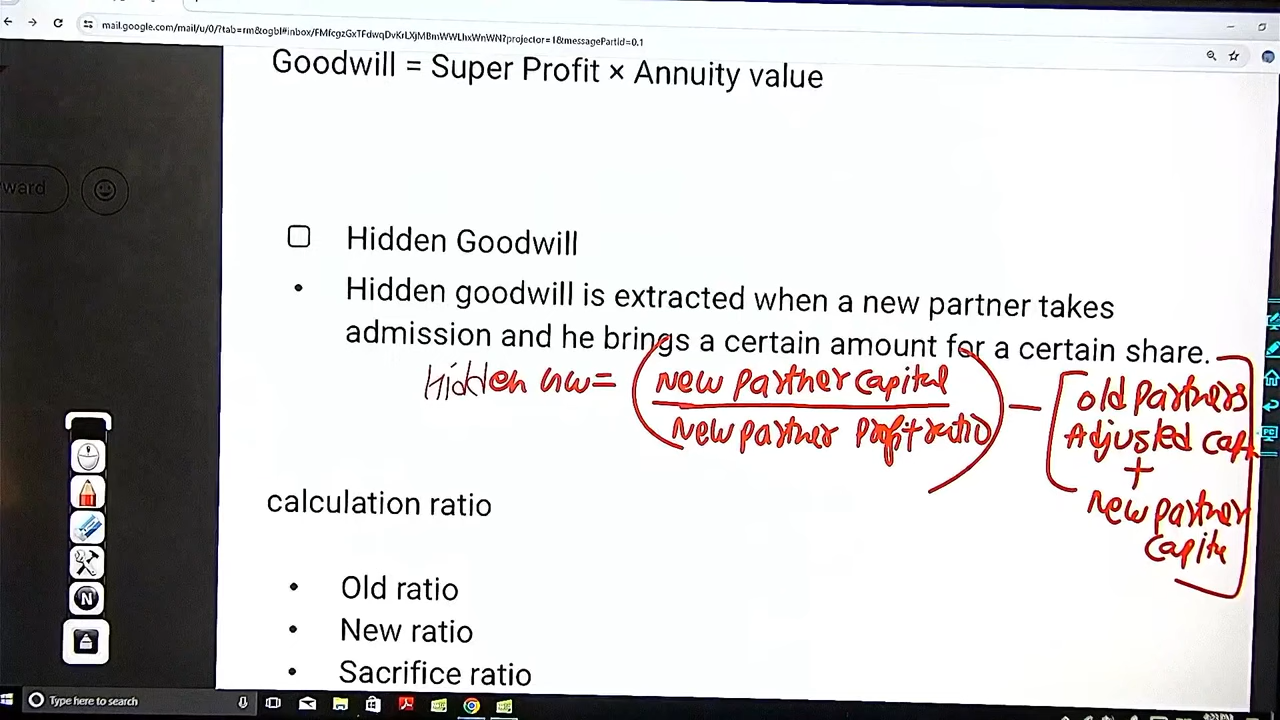 mail.google.com/mail/u/0/?tab=rm&ogbl#inbox/FMfcgzGxTFdwqDvKrLXjMBmWWLhxWnWN?projector=1&messagePartId=0.1
Goodwill = Super Profit × Annuity value
ward
Hidden Goodwill
• Hidden goodwill is extracted when a new partner takes
admission and he brings a certain amount for a certain share.
Hidden = ( New partner capital / New partner profit ratio ) - [ old partners
Adjusted
+
New partner
calculation ratio
• Old ratio
• New ratio
• Sacrifice ratio
N
Type here to search